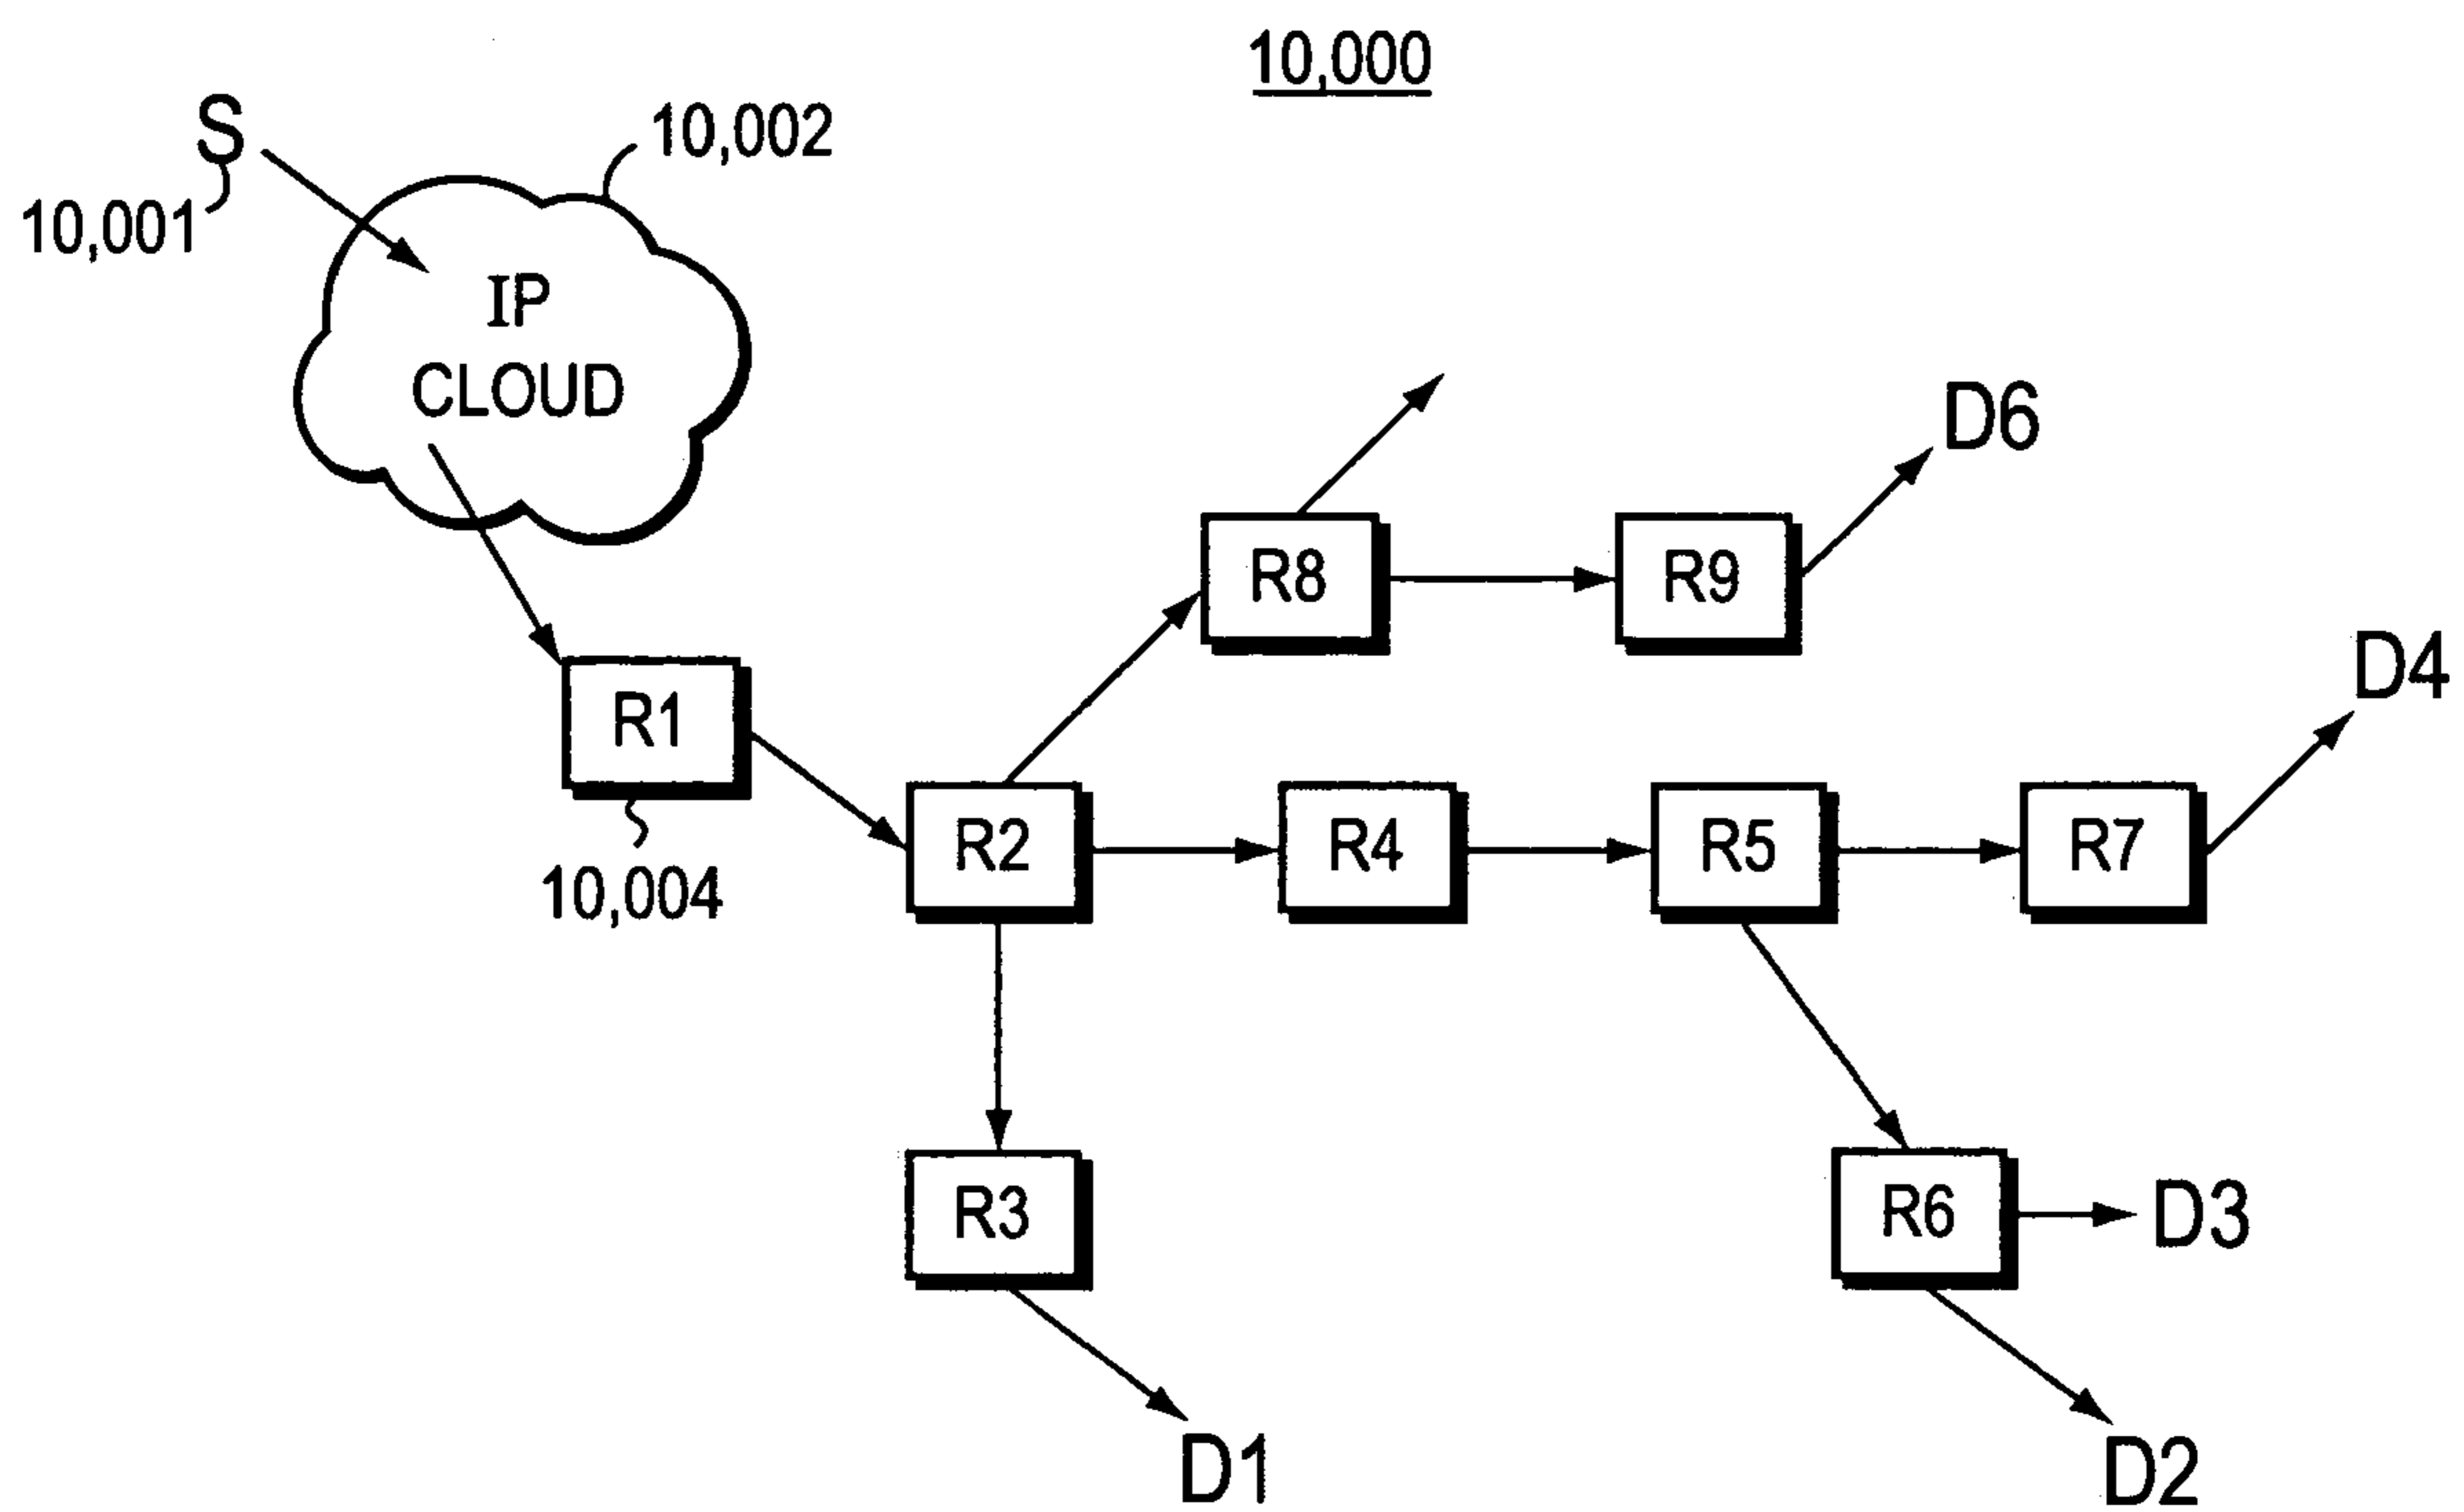 10,000
S
10,002
10,001
IP
CLOUD
D6
R8
R9
D4
R1
R2
R4
R5
R7
10,004
R3
R6
D3
D1
D2